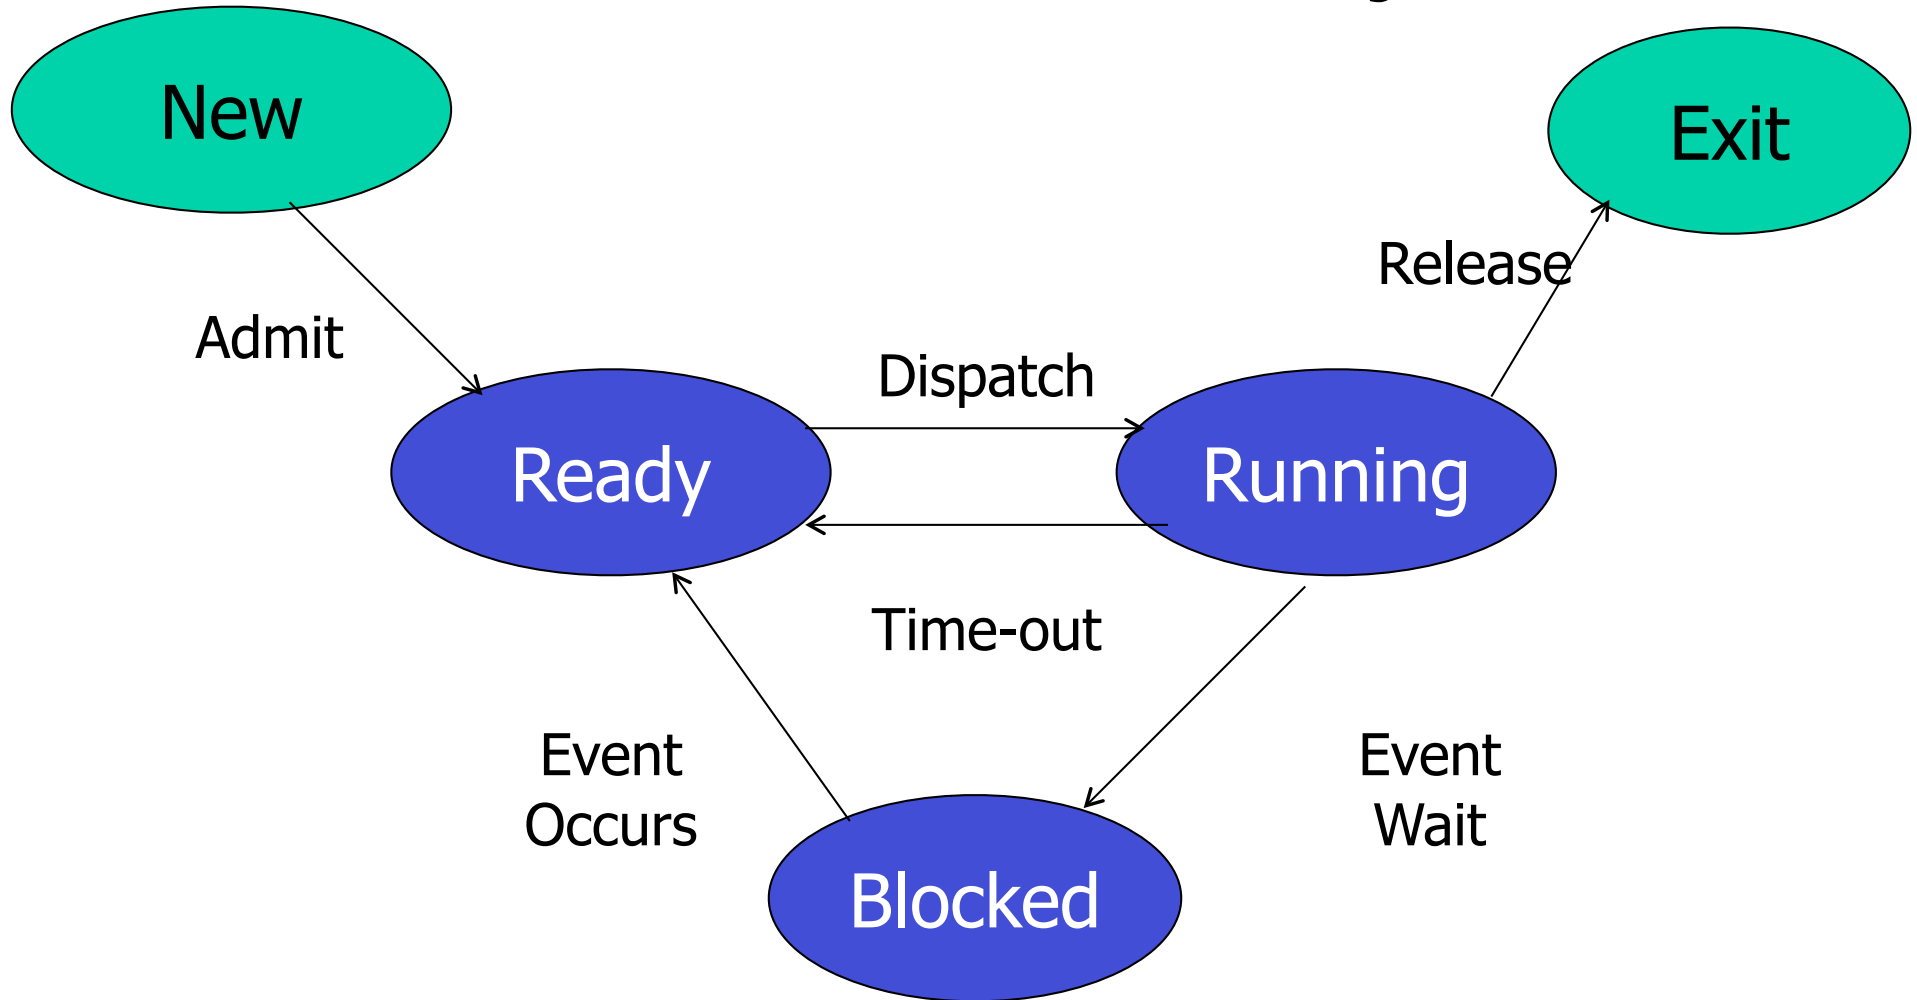 New
Exit
Release
Admit
Dispatch
Ready
Running
Time-out
Event
Occurs
Event
Wait
Blocked